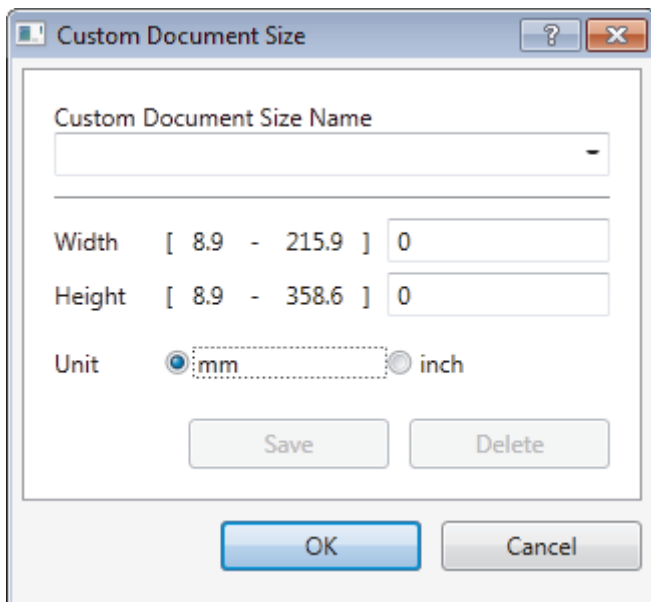 Custom Document Size ?
Custom Document Size Name
Width [ 8.9 - 215.9 ] 0
Height [ 8.9 - 358.6 ] 0
Unit mm inch
Save Delete
OK Cancel